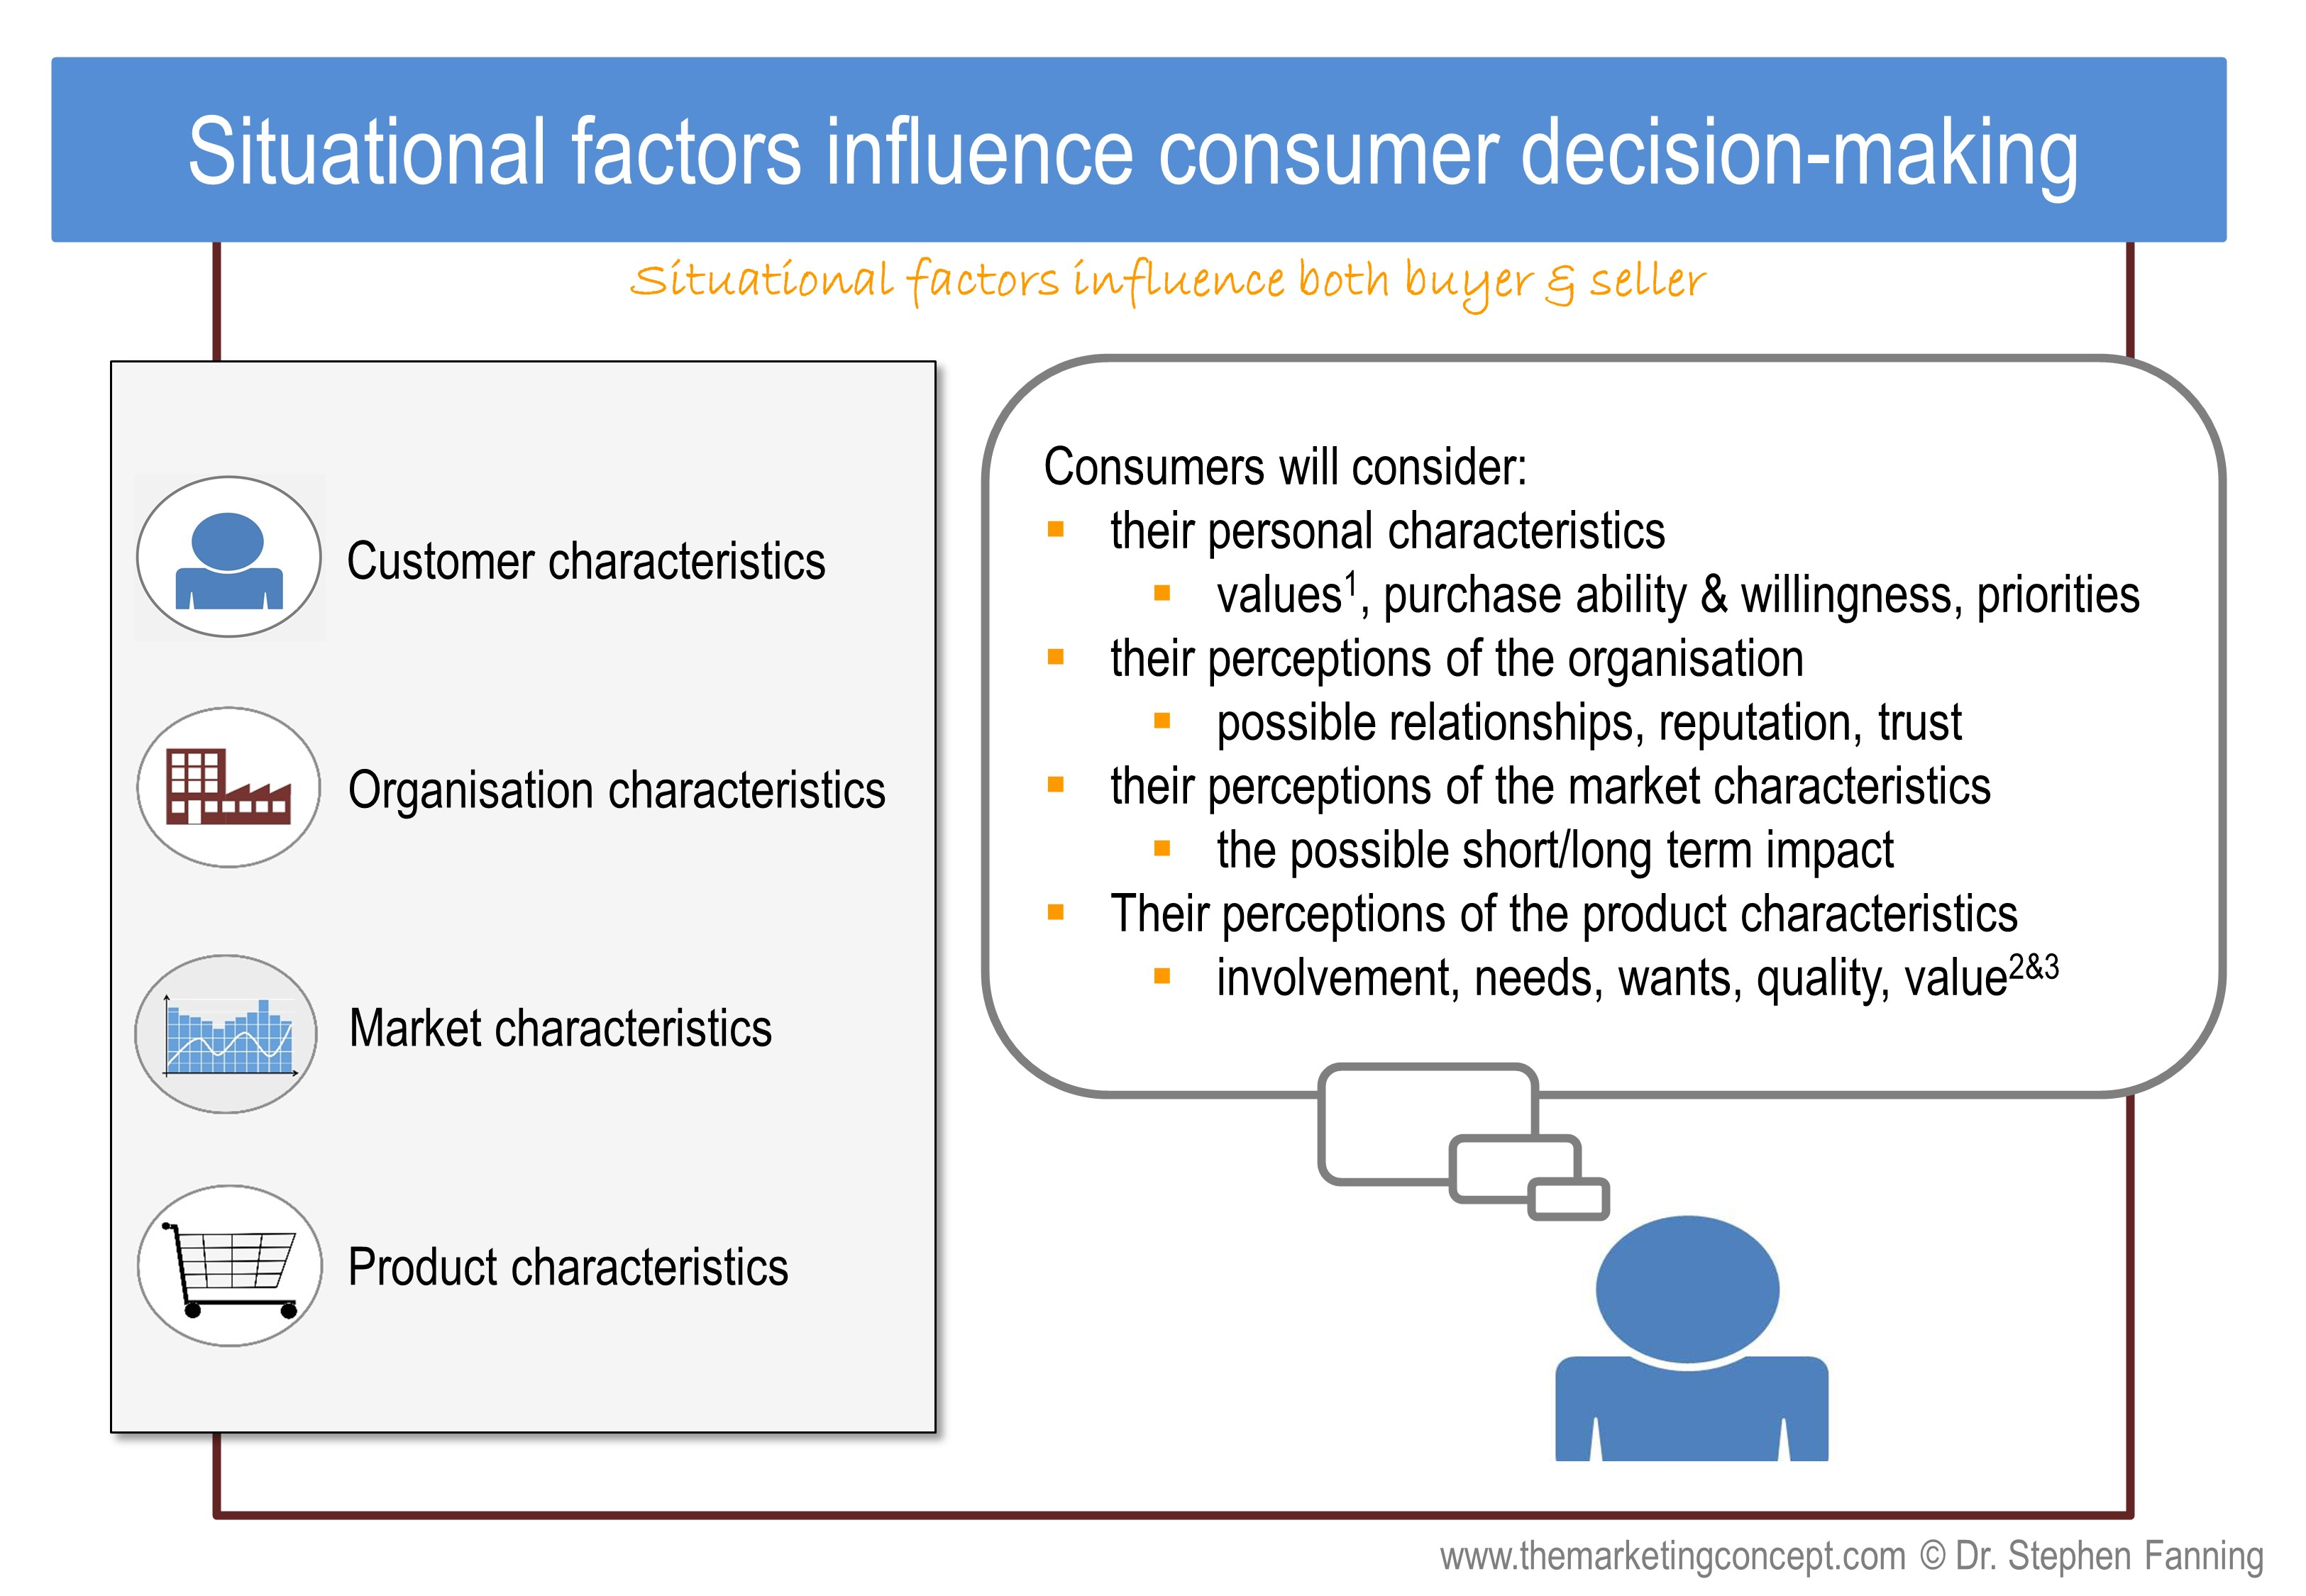 Situational factors influence consumer decision-making
Situational factors influence both buyer & seller
Customer characteristics
Organisation characteristics
Market characteristics
Product characteristics
Consumers will consider:
their personal characteristics
values¹, purchase ability & willingness, priorities
their perceptions of the organisation
possible relationships, reputation, trust
their perceptions of the market characteristics
the possible short/long term impact
Their perceptions of the product characteristics
involvement, needs, wants, quality, value²&³
www.themarketingconcept.com © Dr. Stephen Fanning